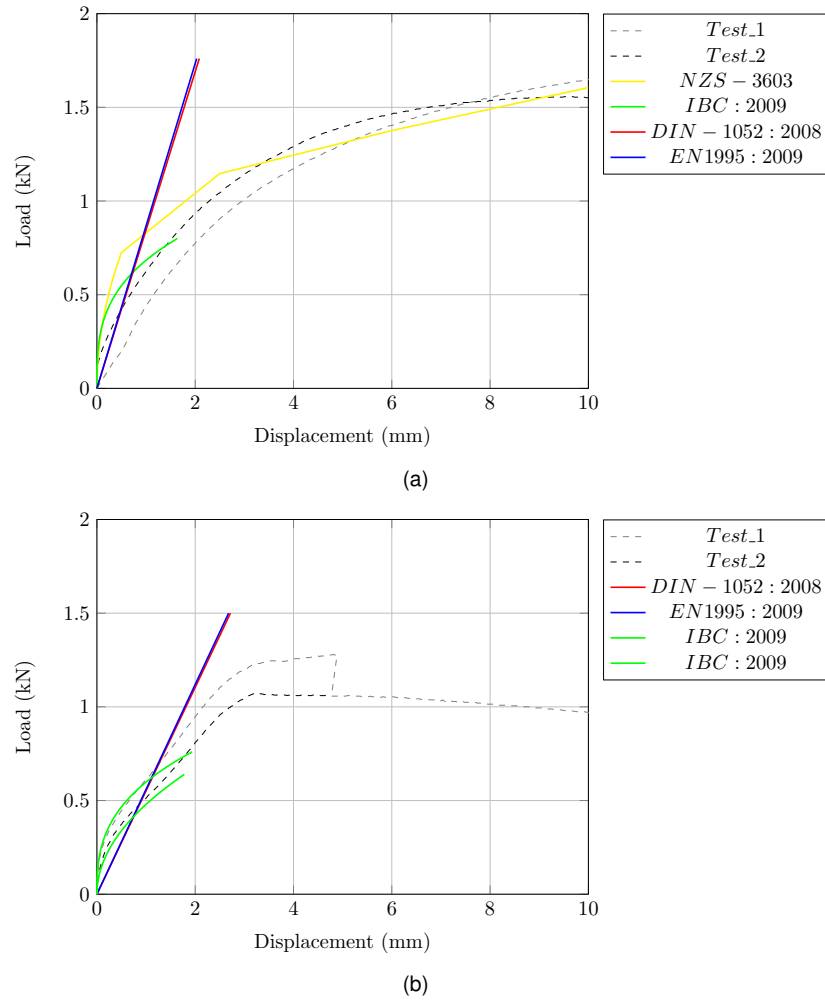 Test_1
Test_2
NZS − 3603
IBC : 2009
DIN − 1052 : 2008
EN1995 : 2009
2
1.5
1
0.5
0
Load (kN)
0 2 4 6 8 10
Displacement (mm)
(a)
Test_1
Test_2
DIN − 1052 : 2008
EN1995 : 2009
IBC : 2009
IBC : 2009
2
1.5
1
0.5
0
Load (kN)
0 2 4 6 8 10
Displacement (mm)
(b)